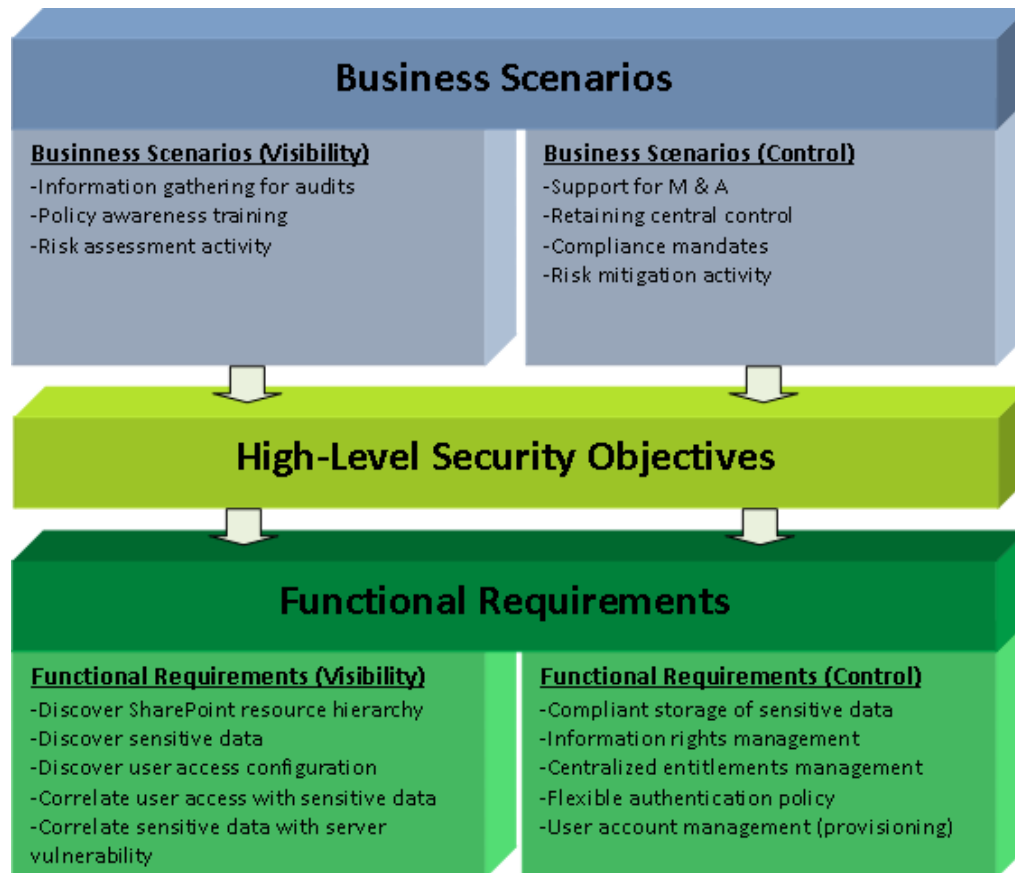 Business Scenarios
Businness Scenarios (Visibility)
-Information gathering for audits
-Policy awareness training
-Risk assessment activity
Business Scenarios (Control)
-Support for M & A
-Retaining central control
-Compliance mandates
-Risk mitigation activity
High-Level Security Objectives
Functional Requirements
Functional Requirements (Visibility)
-Discover SharePoint resource hierarchy
-Discover sensitive data
-Discover user access configuration
-Correlate user access with sensitive data
-Correlate sensitive data with server
vulnerability
Functional Requirements (Control)
-Compliant storage of sensitive data
-Information rights management
-Centralized entitlements management
-Flexible authentication policy
-User account management (provisioning)